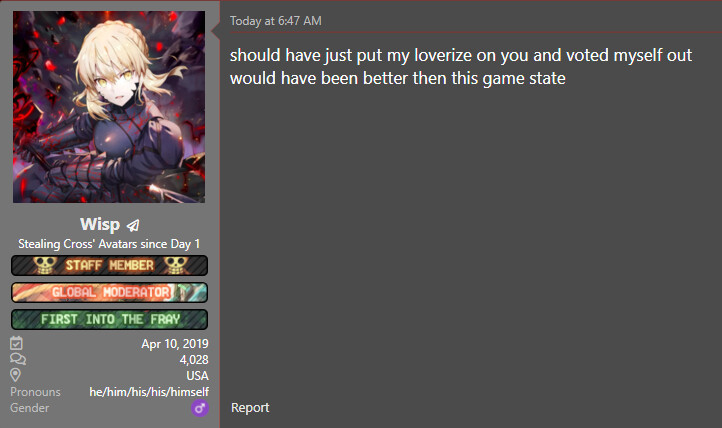 Today at 6:47 AM
should have just put my loverize on you and voted myself out
would have been better then this game state
Wisp
Stealing Cross' Avatars since Day 1
STAFF MEMBER
GLOBAL MODERATOR
FIRST INTO THE FRAY
Apr 10, 2019
4,028
USA
Pronouns he/him/his/his/himself
Gender
Report